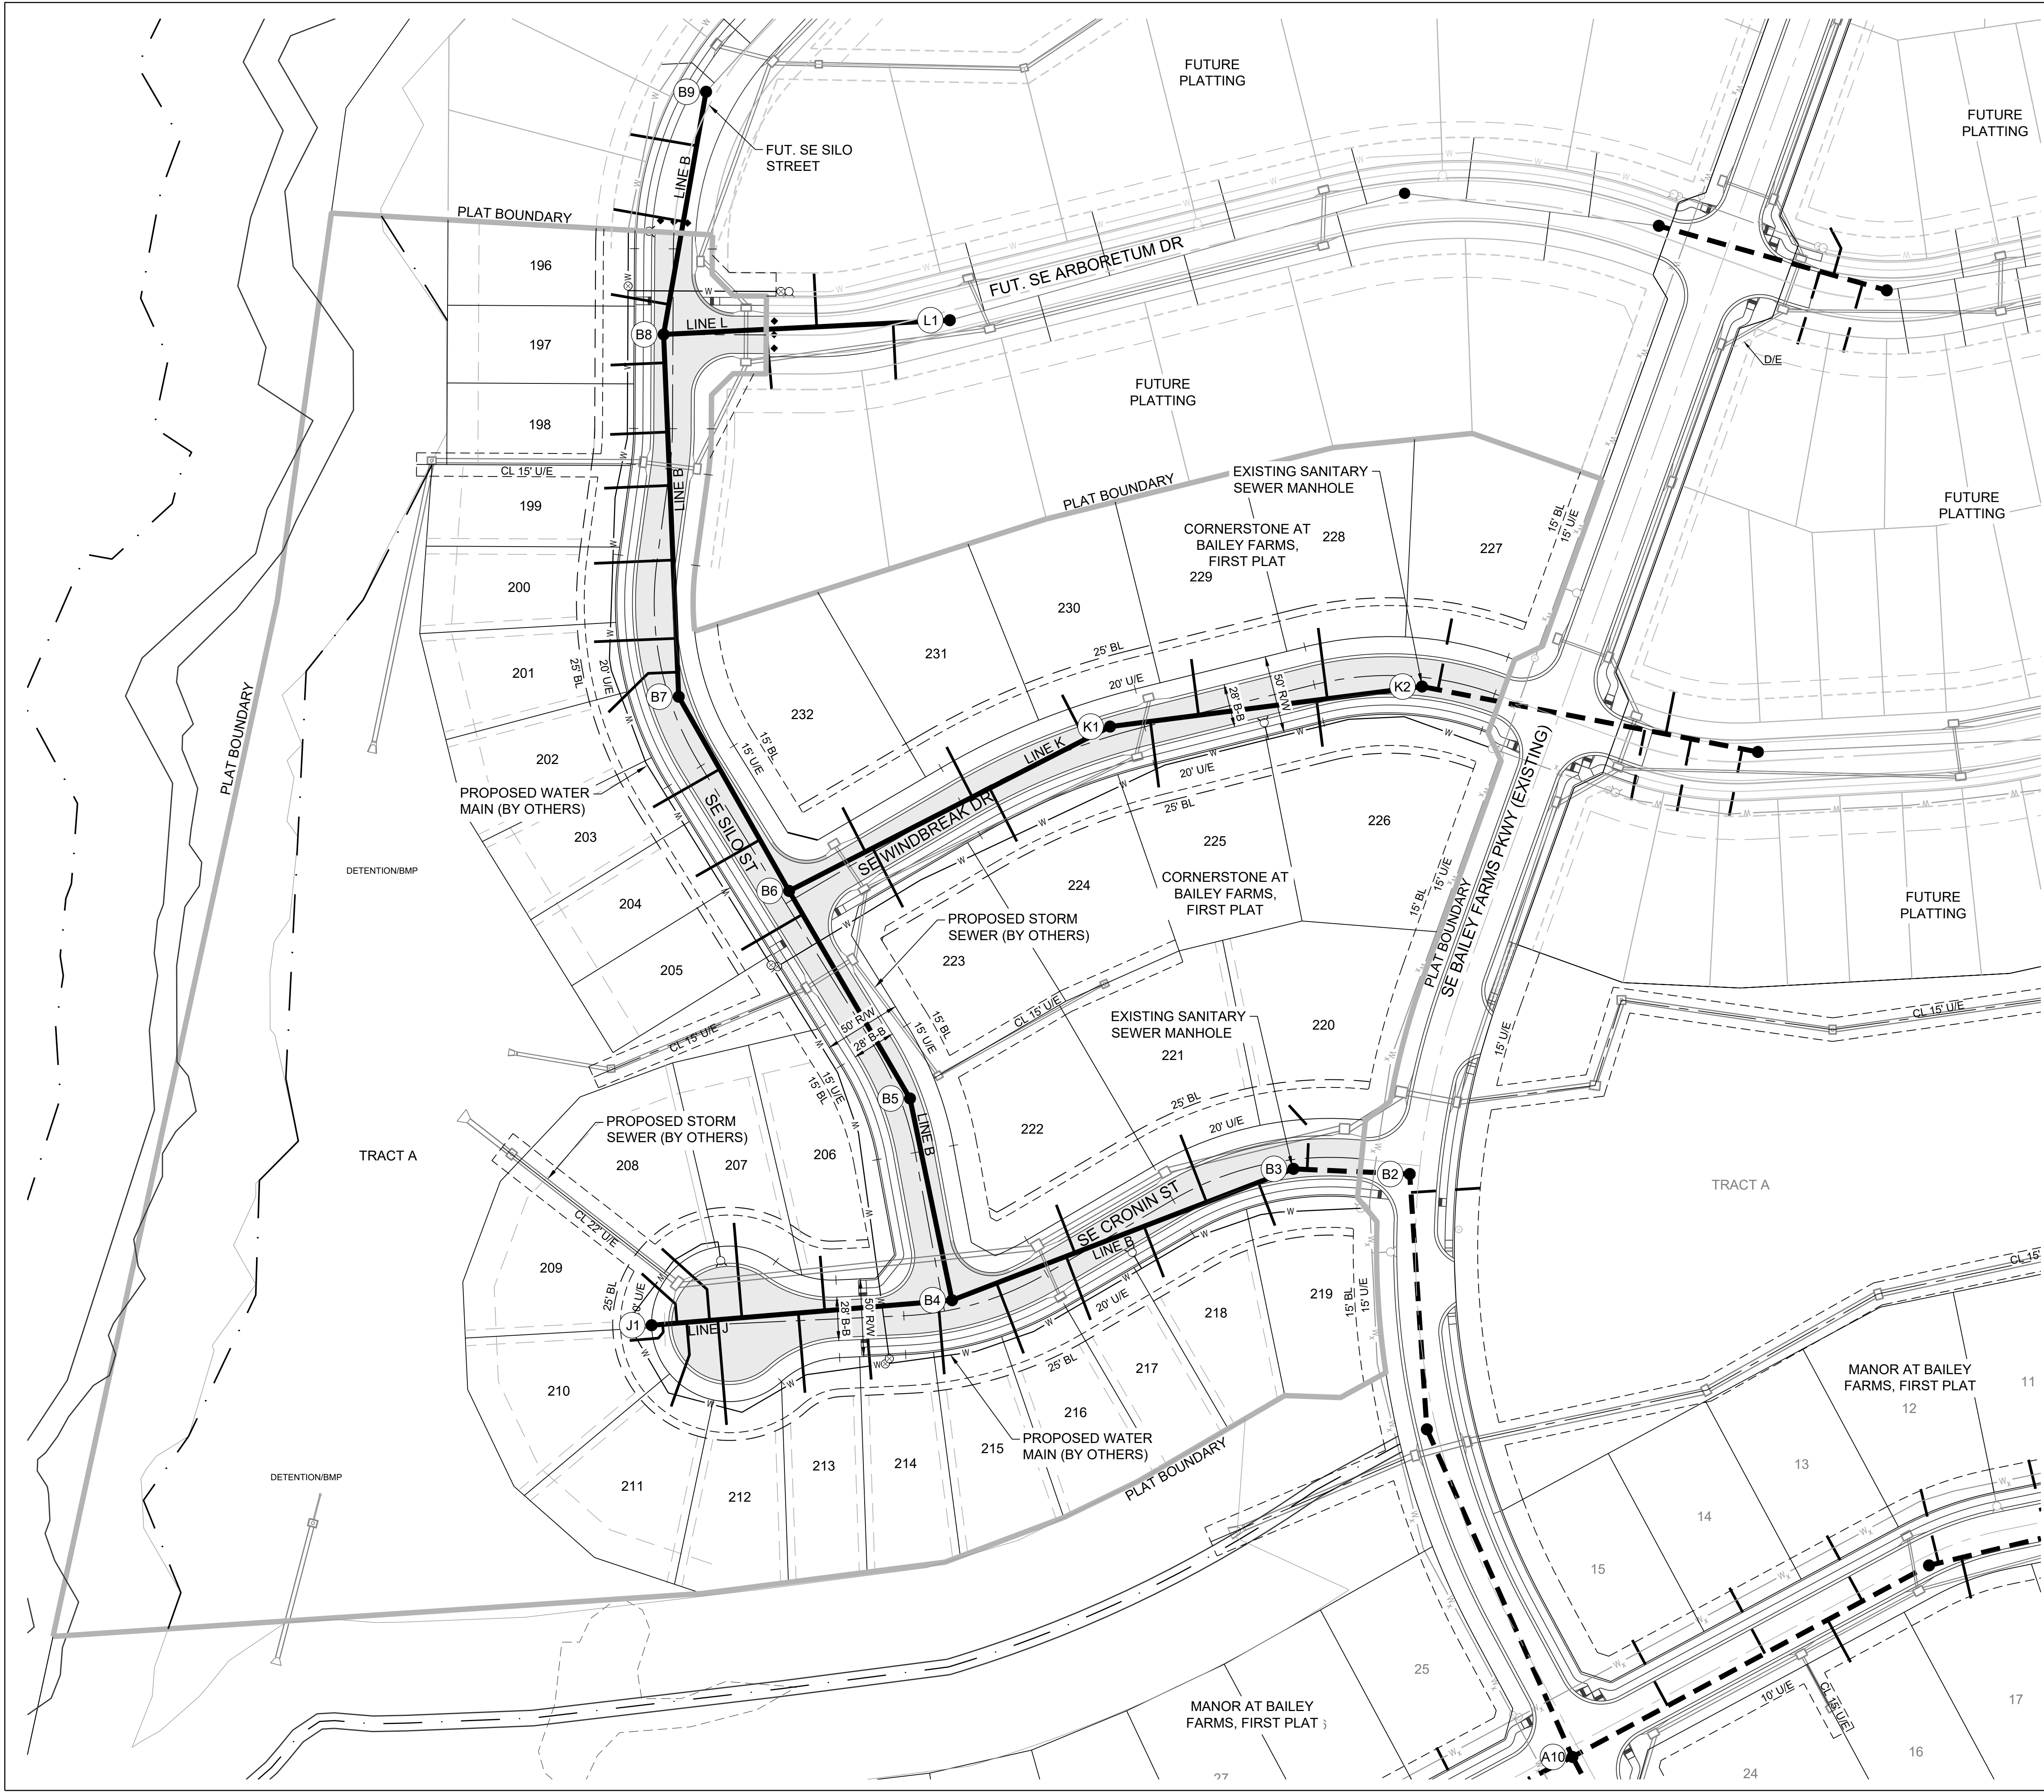 FUTURE
PLATTING
B9
LINE B
FUT. SE SILO
STREET
FUTURE
PLATTING
PLAT BOUNDARY
196
FUT. SE ARBORETUM DR
LINE L
L1
B8
197
D/E
FUTURE
PLATTING
198
CL 15' U/E
LINE B
EXISTING SANITARY
SEWER MANHOLE
PLAT BOUNDARY
199
FUTURE
PLATTING
CORNERSTONE AT
BAILEY FARMS,
FIRST PLAT
228
227
15' BL
15' U/E
229
200
230
231
25' BL
201
25' BL
20' U/E
20' U/E
B7
232
28' B-B
50' R/W
K2
K1
LINE K
15' BL
15' U/E
202
PROPOSED WATER
MAIN (BY OTHERS)
SE SILO ST
20' U/E
25' BL
SE WINDBREAK DR
226
225
203
PLAT BOUNDARY
DETENTION/BMP
B6
224
CORNERSTONE AT
BAILEY FARMS,
FIRST PLAT
15' BL
15' U/E
PLAT BOUNDARY
SE BAILEY FARMS PKWY (EXISTING)
FUTURE
PLATTING
204
PROPOSED STORM
SEWER (BY OTHERS)
205
223
CL 15' U/E
50' R/W
28' B-B
15' BL
15' U/E
CL 15' U/E
EXISTING SANITARY
SEWER MANHOLE
220
221
CL 15' U/E
15' U/E
15' U/E
15' BL
B5
25' BL
20' U/E
PROPOSED STORM
SEWER (BY OTHERS)
LINE B
222
TRACT A
208
207
206
B3
B2
TRACT A
CL 22' U/E
SE CRONIN ST
LINE B
209
25' BL
B4
50' R/W
28' B-B
20' U/E
219
15' BL
15' U/E
CL 15'
J1
LINE J
218
25' BL
217
MANOR AT BAILEY
FARMS, FIRST PLAT
11
12
210
216
PROPOSED WATER
MAIN (BY OTHERS)
215
214
213
212
211
PLAT BOUNDARY
13
DETENTION/BMP
14
15
25
10' U/E
CL 15' U/E
17
MANOR AT BAILEY
FARMS, FIRST PLAT
A10
16
24
27